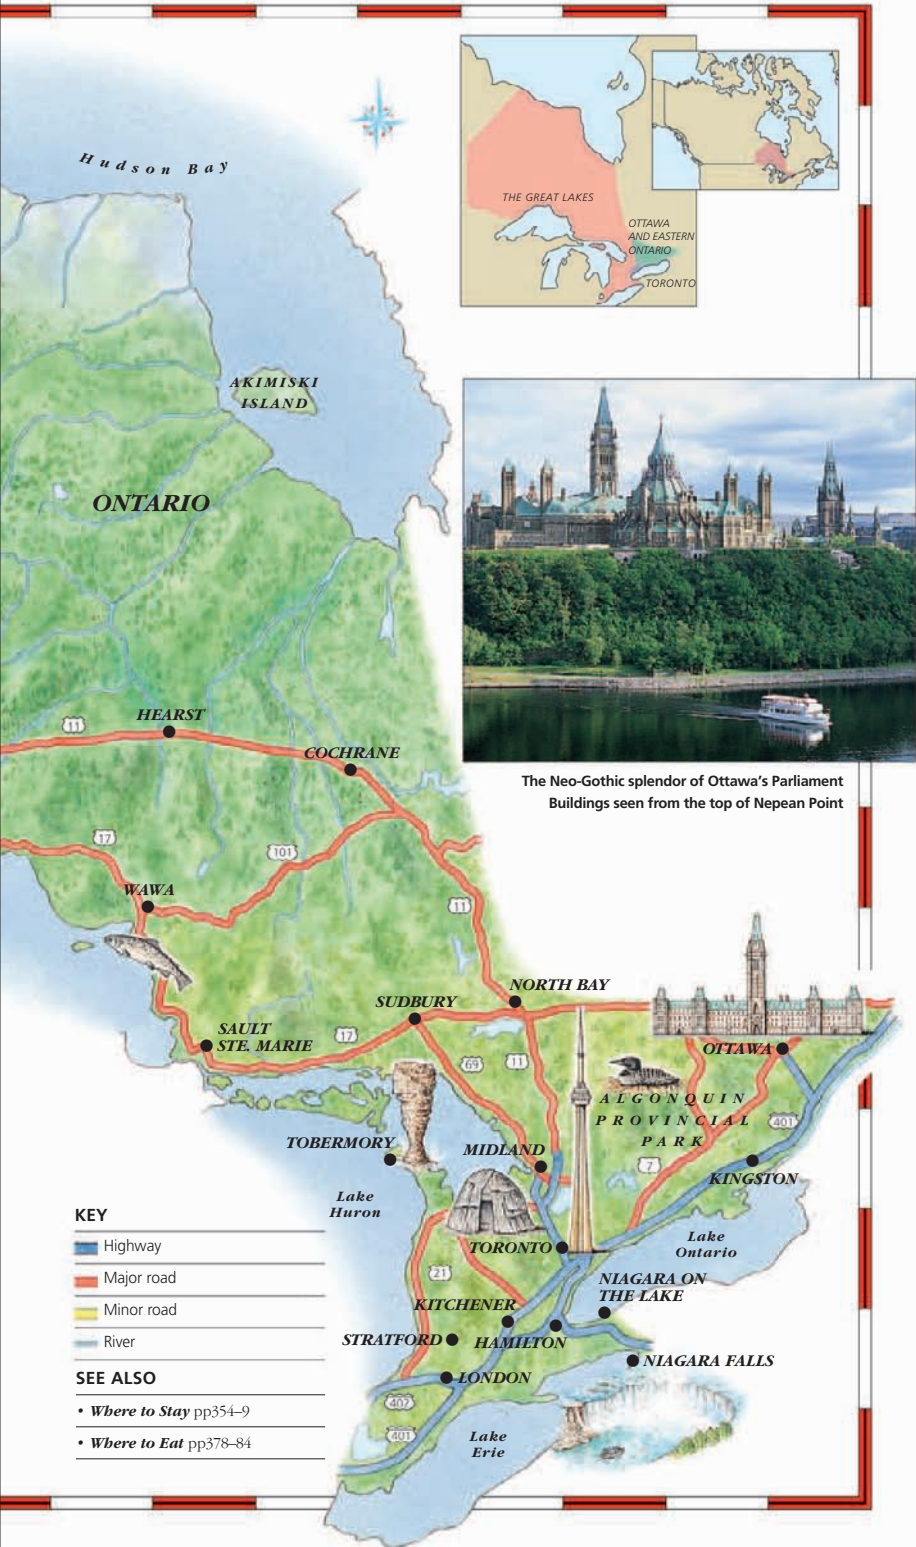 Hudson Bay
THE GREAT LAKES
OTTAWA
AND EASTERN
ONTARIO
TORONTO
AKIMISKI
ISLAND
ONTARIO
The Neo-Gothic splendor of Ottawa’s Parliament
Buildings seen from the top of Nepean Point
11
HEARST
COCHRANE
17
101
WAWA
11
NORTH BAY
SUDBURY
SAULT
STE. MARIE
17
69
11
OTTAWA
ALGONQUIN
PROVINCIAL
PARK
401
TOBERMORY
MIDLAND
7
KINGSTON
Lake
Huron
TORONTO
Lake
Ontario
21
NIAGARA ON
THE LAKE
KITCHENER
STRATFORD
HAMILTON
NIAGARA FALLS
LONDON
402
401
Lake
Erie
KEY
Highway
Major road
Minor road
River
SEE ALSO
• Where to Stay pp354–9
• Where to Eat pp378–84